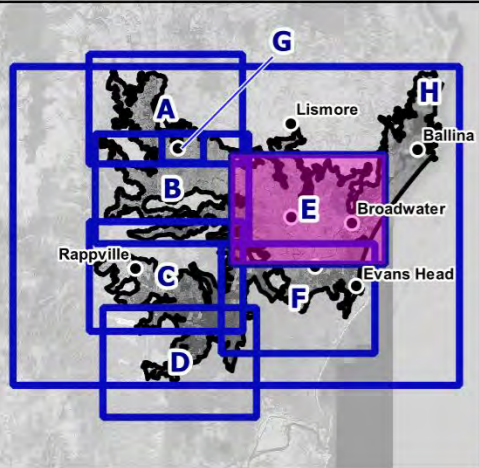 G
A
H
Lismore
Ballina
B
E
Broadwater
Rappville
C
Evans Head
F
D